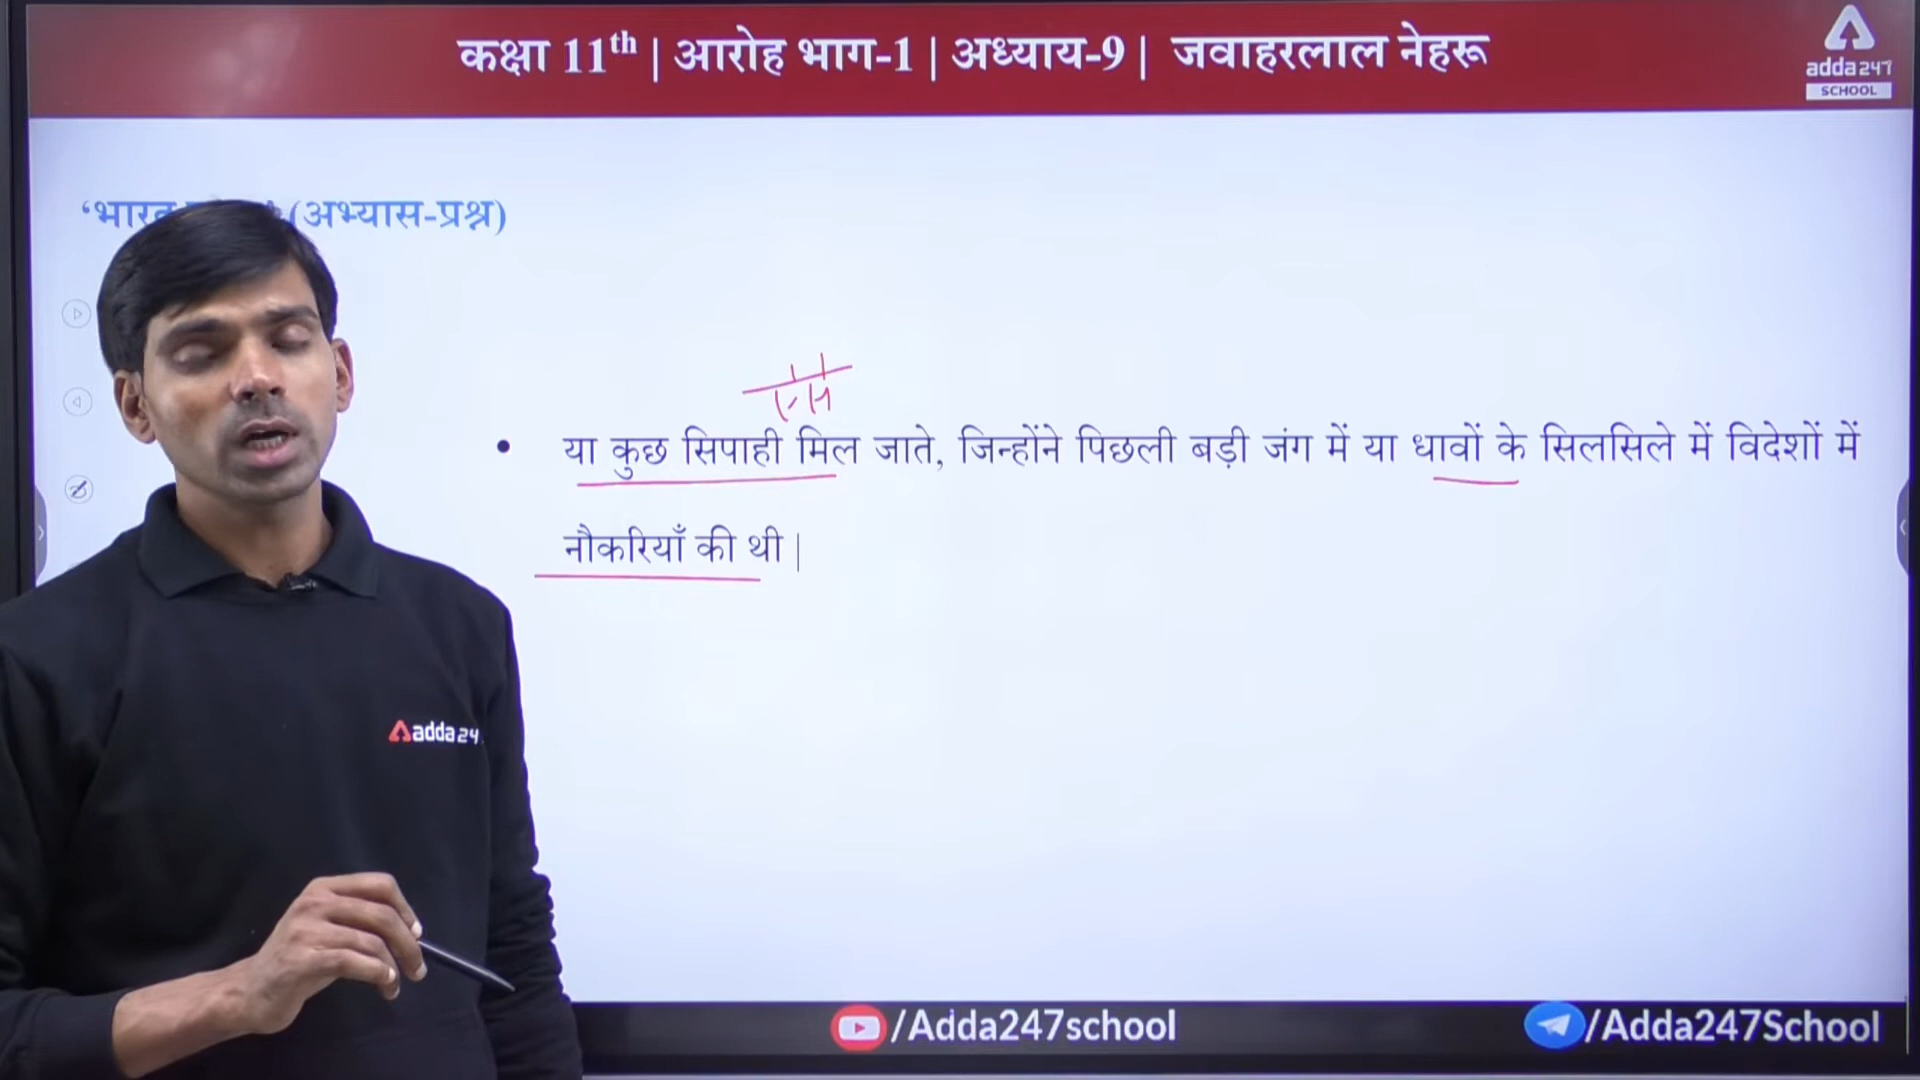 कक्षा 11th | आरोह भाग-1 | अध्याय-9 | जवाहरलाल नेहरू
adda247
SCHOOL
(अभ्यास-प्रश्न)
• या कुछ सिपाही मिल जाते, जिन्होंने पिछली बड़ी जंग में या धावों के सिलसिले में विदेशों में
नौकरियाँ की थी |
/Adda247school
/Adda247School